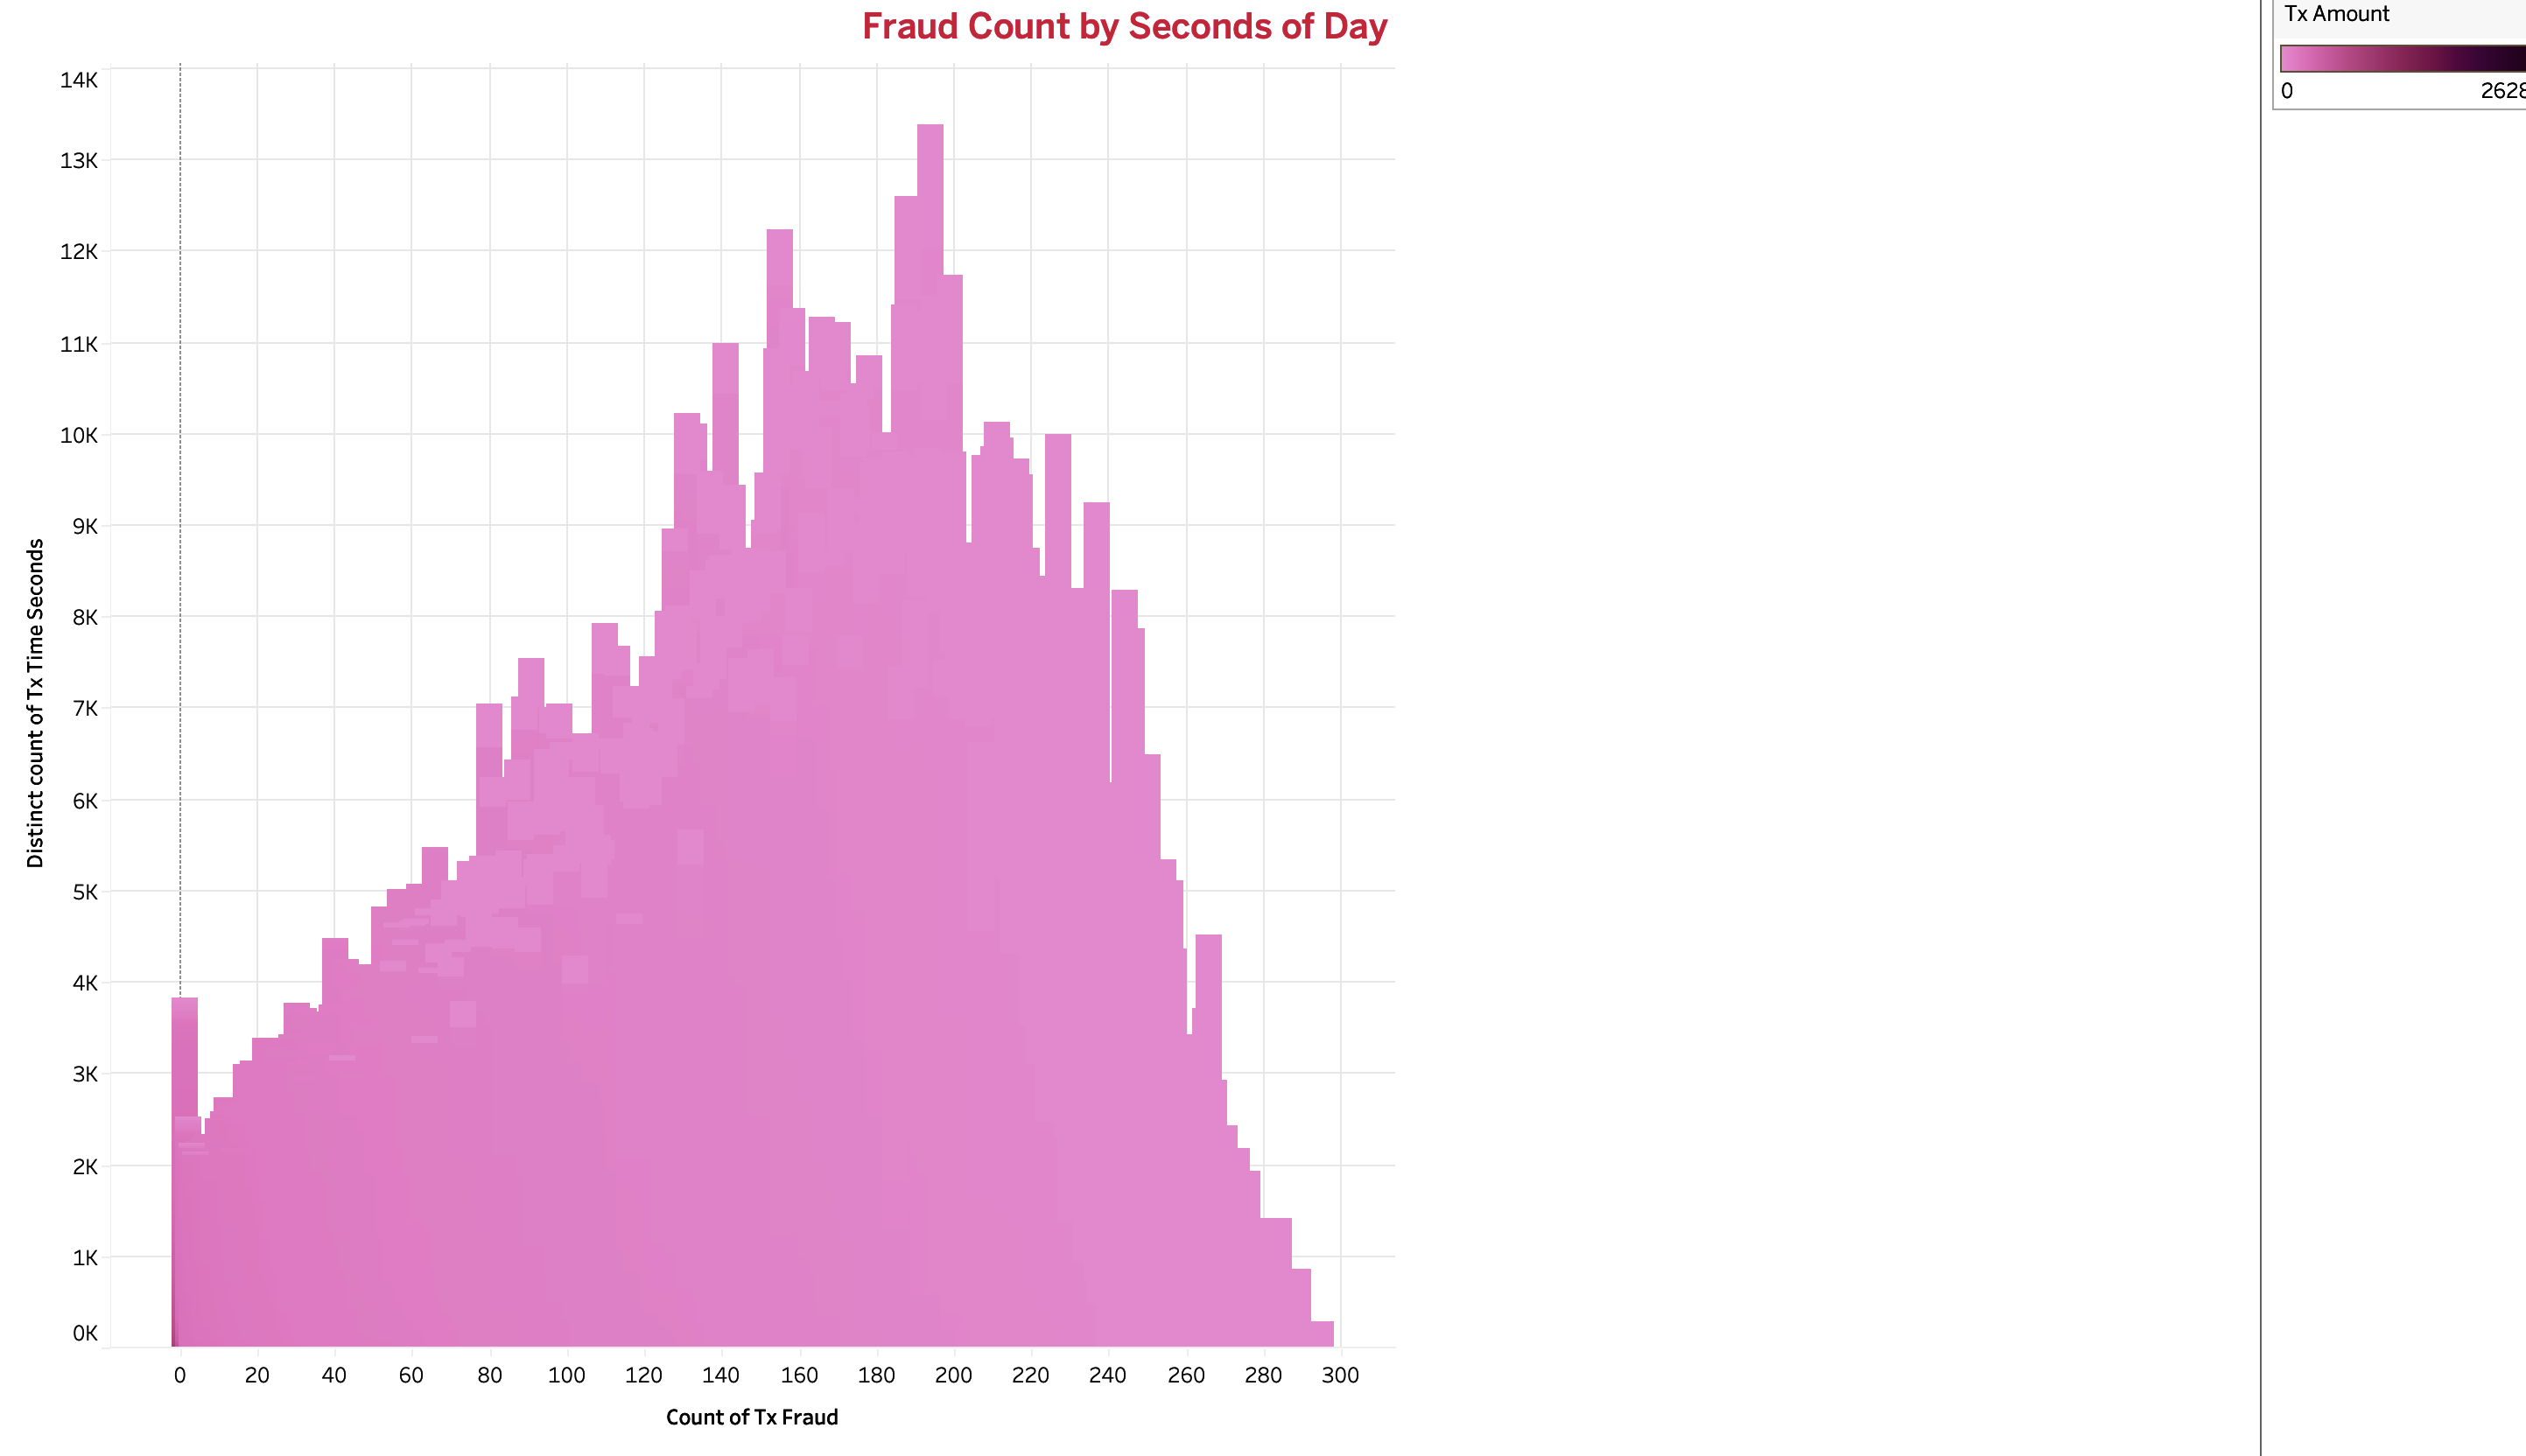 Fraud Count by Seconds of Day
Tx Amount
0
2628
14K
13K
12K
11K
10K
9K
8K
7K
6K
5K
4K
3K
2K
1K
0K
Distinct count of Tx Time Seconds
0 20 40 60 80 100 120 140 160 180 200 220 240 260 280 300
Count of Tx Fraud